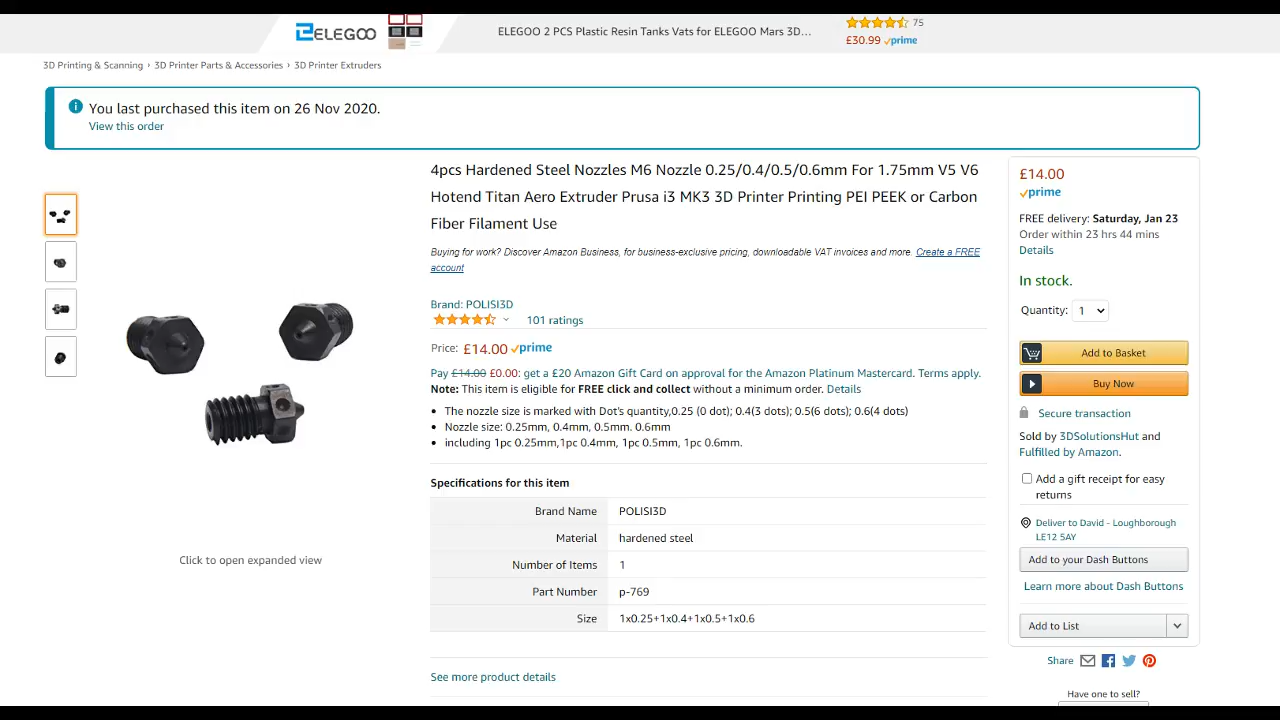 ELEGOO
ELEGOO 2 PCS Plastic Resin Tanks Vats for ELEGOO Mars 3D...
75
£30.99 prime
3D Printing & Scanning › 3D Printer Parts & Accessories › 3D Printer Extruders
You last purchased this item on 26 Nov 2020.
View this order
4pcs Hardened Steel Nozzles M6 Nozzle 0.25/0.4/0.5/0.6mm For 1.75mm V5 V6
Hotend Titan Aero Extruder Prusa i3 MK3 3D Printer Printing PEI PEEK or Carbon
Fiber Filament Use
Buying for work? Discover Amazon Business, for business-exclusive pricing, downloadable VAT invoices and more. Create a FREE
account
Brand: POLISI3D
101 ratings
Price: £14.00 prime
Pay £14.00 £0.00: get a £20 Amazon Gift Card on approval for the Amazon Platinum Mastercard. Terms apply.
Note: This item is eligible for FREE click and collect without a minimum order. Details
• The nozzle size is marked with Dot's quantity,0.25 (0 dot); 0.4(3 dots); 0.5(6 dots); 0.6(4 dots)
• Nozzle size: 0.25mm, 0.4mm, 0.5mm. 0.6mm
• including 1pc 0.25mm,1pc 0.4mm, 1pc 0.5mm, 1pc 0.6mm.
Specifications for this item
Brand Name POLISI3D
Material hardened steel
Number of Items 1
Part Number p-769
Size 1x0.25+1x0.4+1x0.5+1x0.6
See more product details
Click to open expanded view
£14.00
prime
FREE delivery: Saturday, Jan 23
Order within 23 hrs 44 mins
Details
In stock.
Quantity: 1
Add to Basket
Buy Now
Secure transaction
Sold by 3DSolutionsHut and
Fulfilled by Amazon.
Add a gift receipt for easy
returns
Deliver to David - Loughborough
LE12 5AY
Add to your Dash Buttons
Learn more about Dash Buttons
Add to List
Share
Have one to sell?